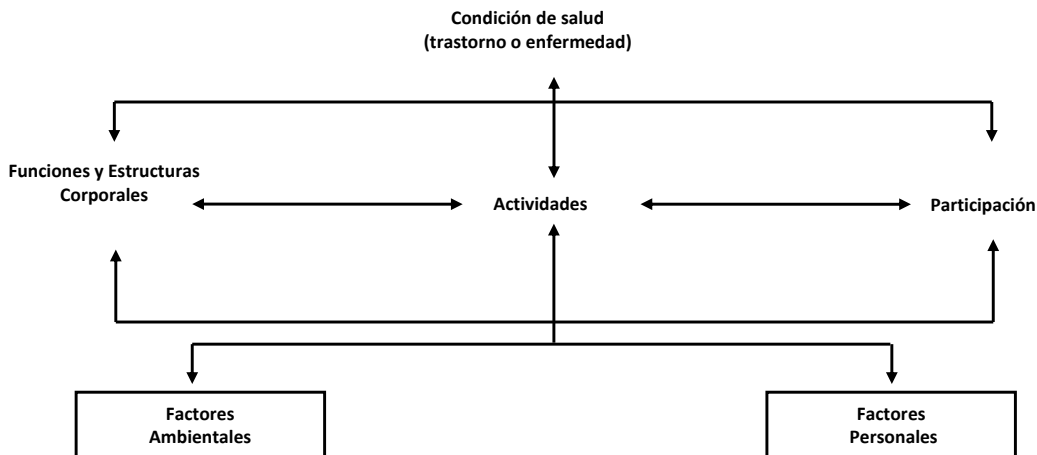 Condición de salud
(trastorno o enfermedad)
Funciones y Estructuras
Corporales
Actividades
Participación
Factores
Ambientales
Factores
Personales